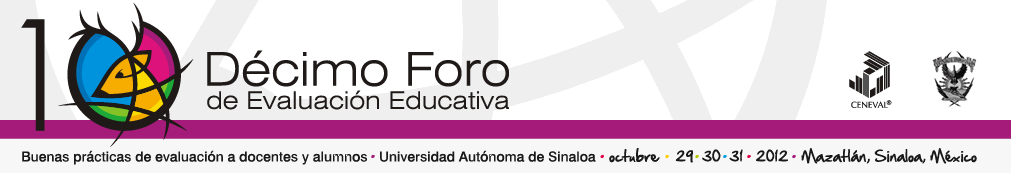 10
Décimo Foro
de Evaluación Educativa
CENEVAL®
Buenas prácticas de evaluación a docentes y alumnos • Universidad Autónoma de Sinaloa • octubre • 29 • 30 • 31 • 2012 • Mazatlán, Sinaloa, México